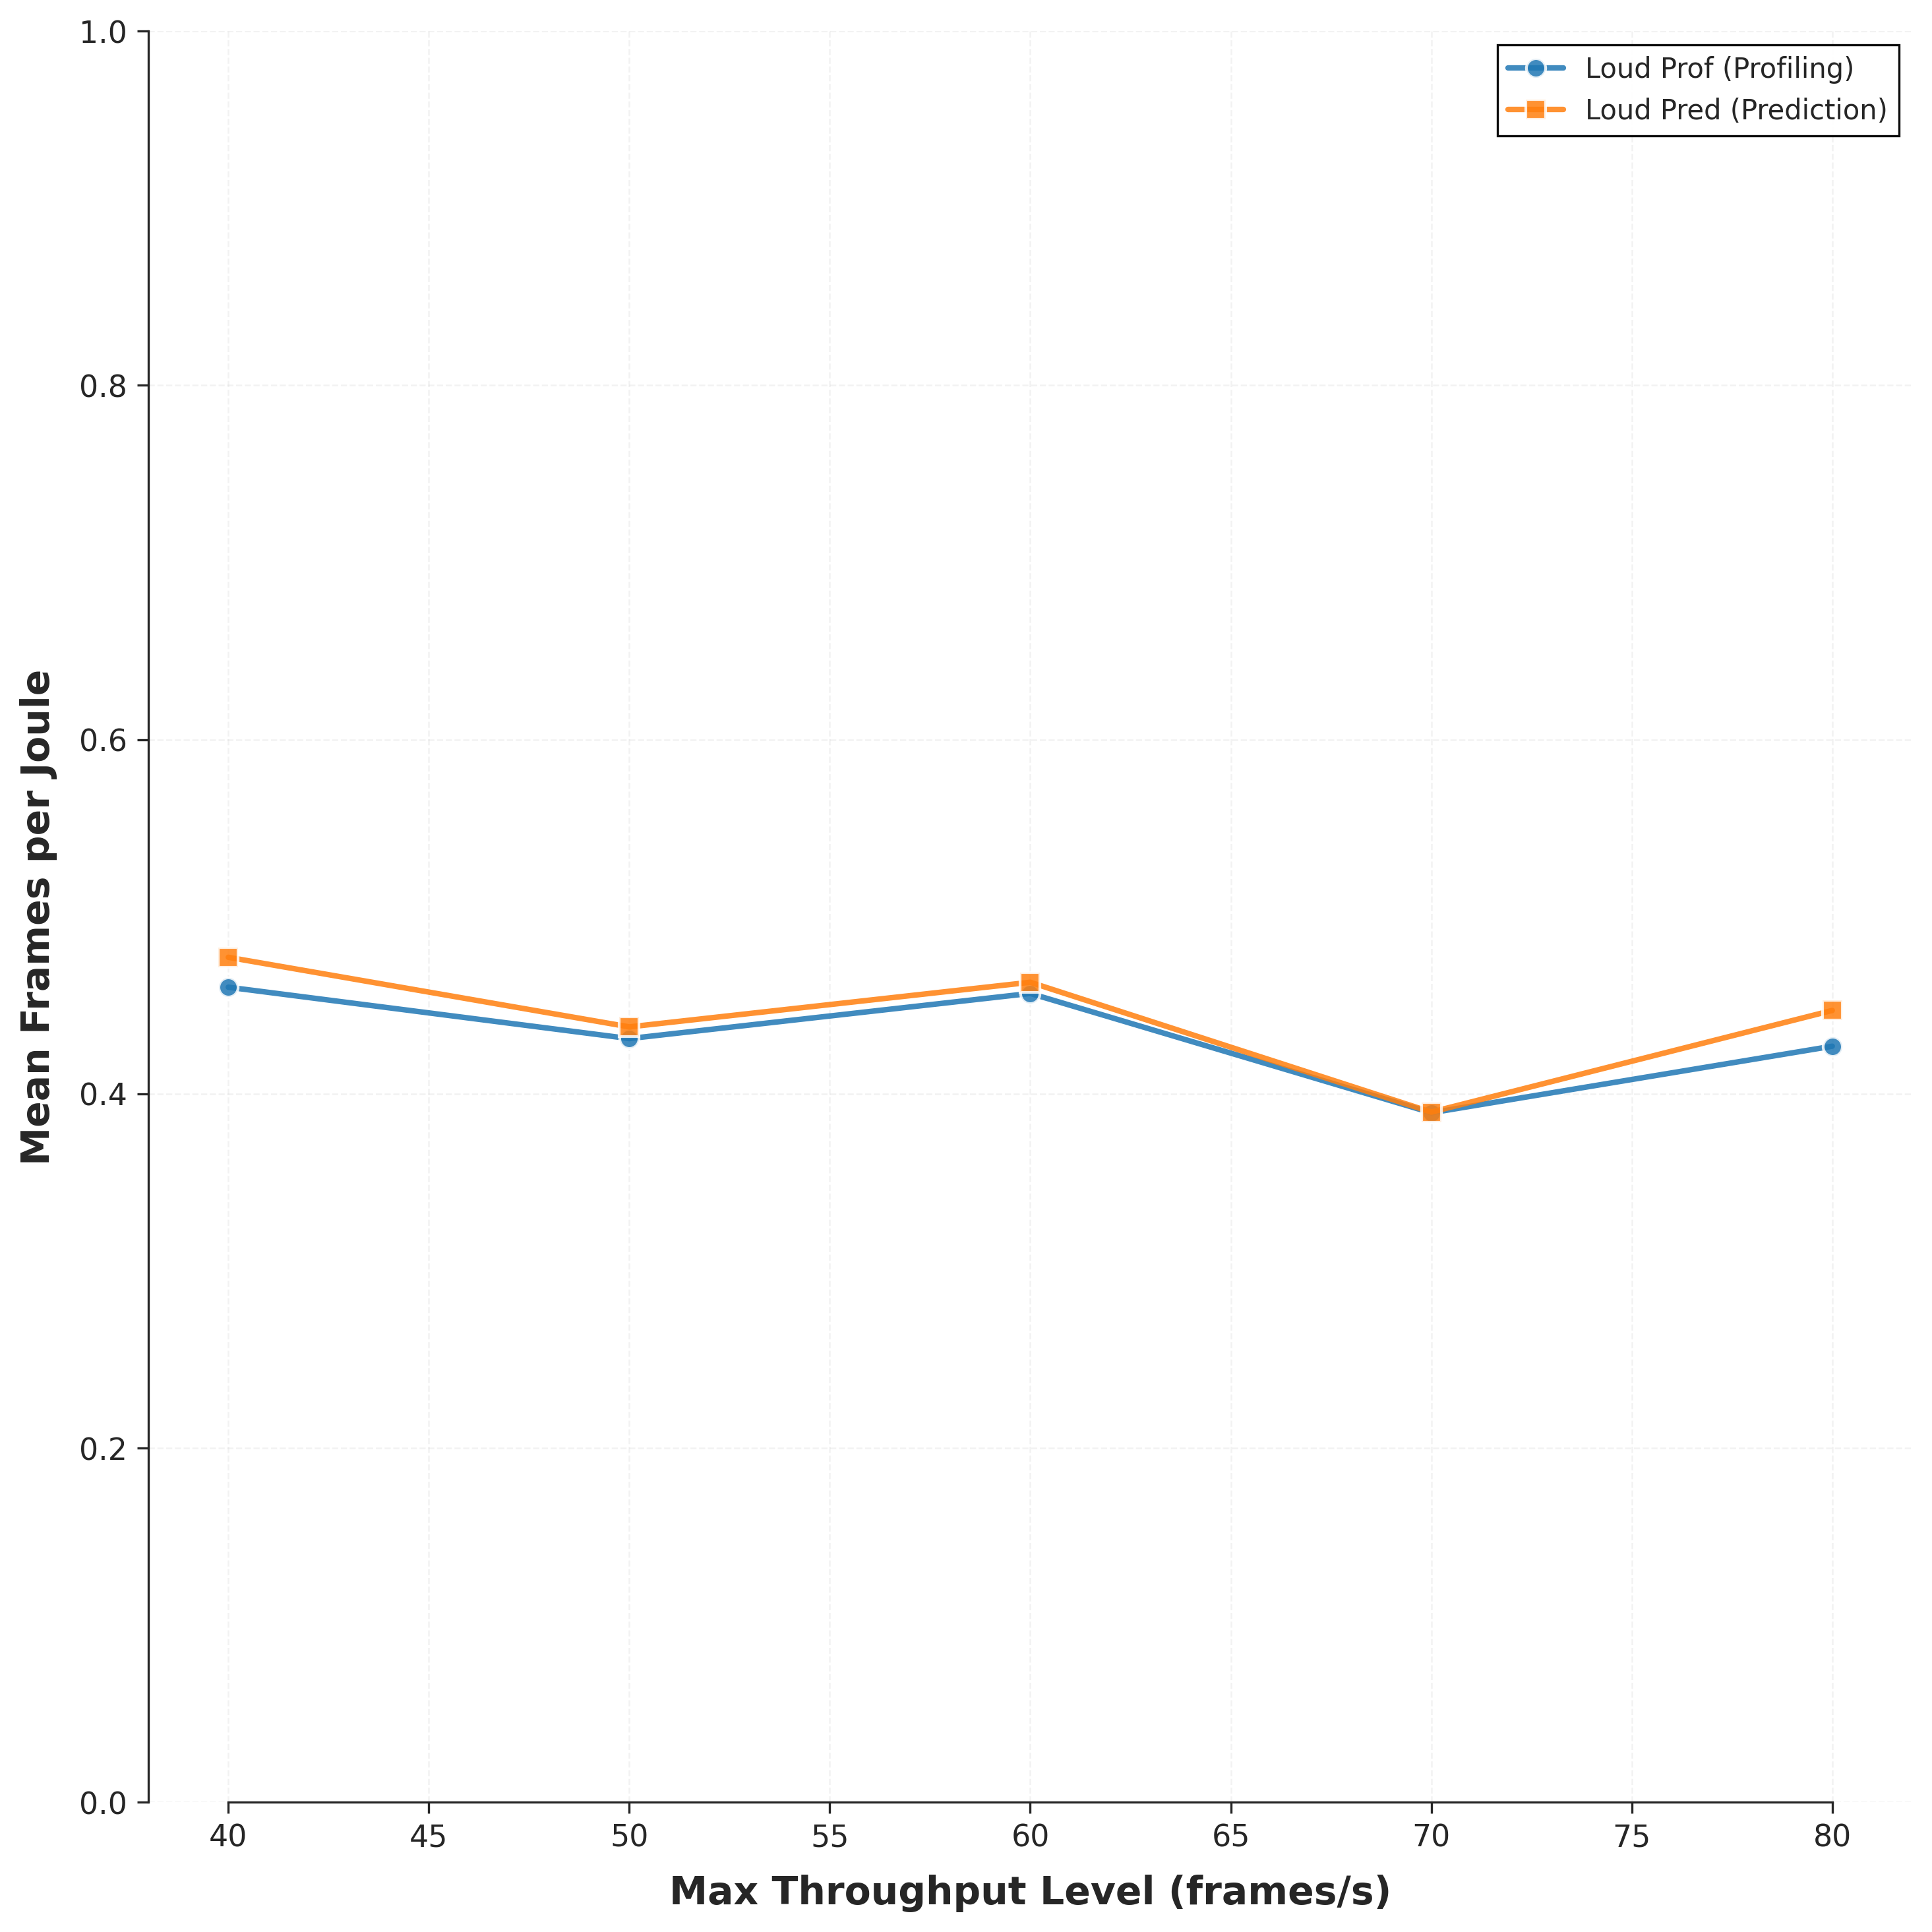 1.0
0.8
0.6
0.4
0.2
0.0
Mean Frames per Joule
Loud Prof (Profiling)
Loud Pred (Prediction)
40 45 50 55 60 65 70 75 80
Max Throughput Level (frames/s)